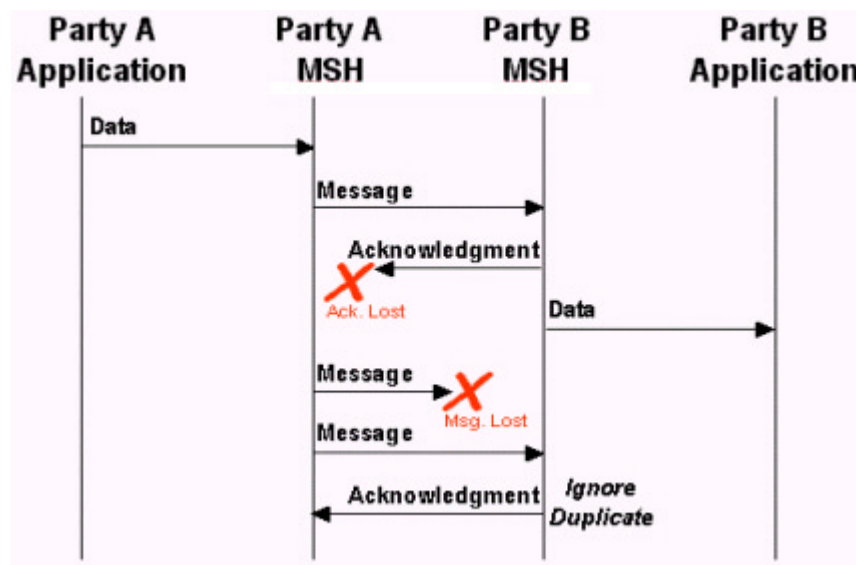 Party A
Application
Party A
MSH
Party B
MSH
Party B
Application
Data
Message
Acknowledgment
Ack. Lost
Data
Message
Msg. Lost
Message
Acknowledgment
Ignore
Duplicate